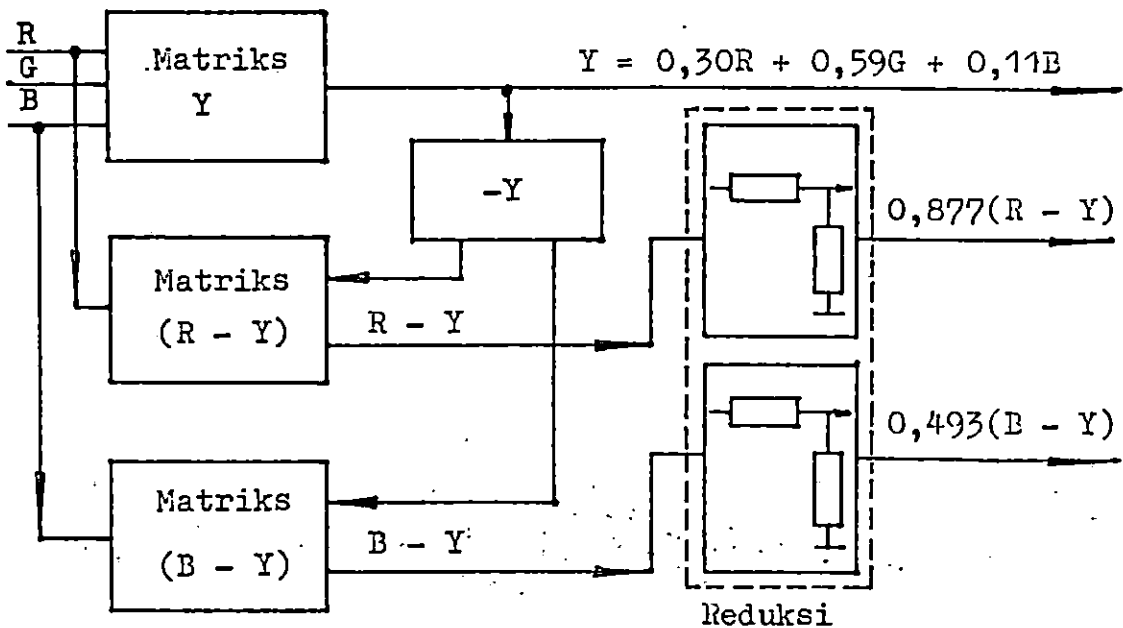 R
G
B
Matriks
Y
Y = 0,30R + 0,59G + 0,11B
-Y
0,877(R - Y)
Matriks
(R - Y)
R - Y
0,493(B - Y)
Matriks
(B - Y)
B - Y
Reduksi